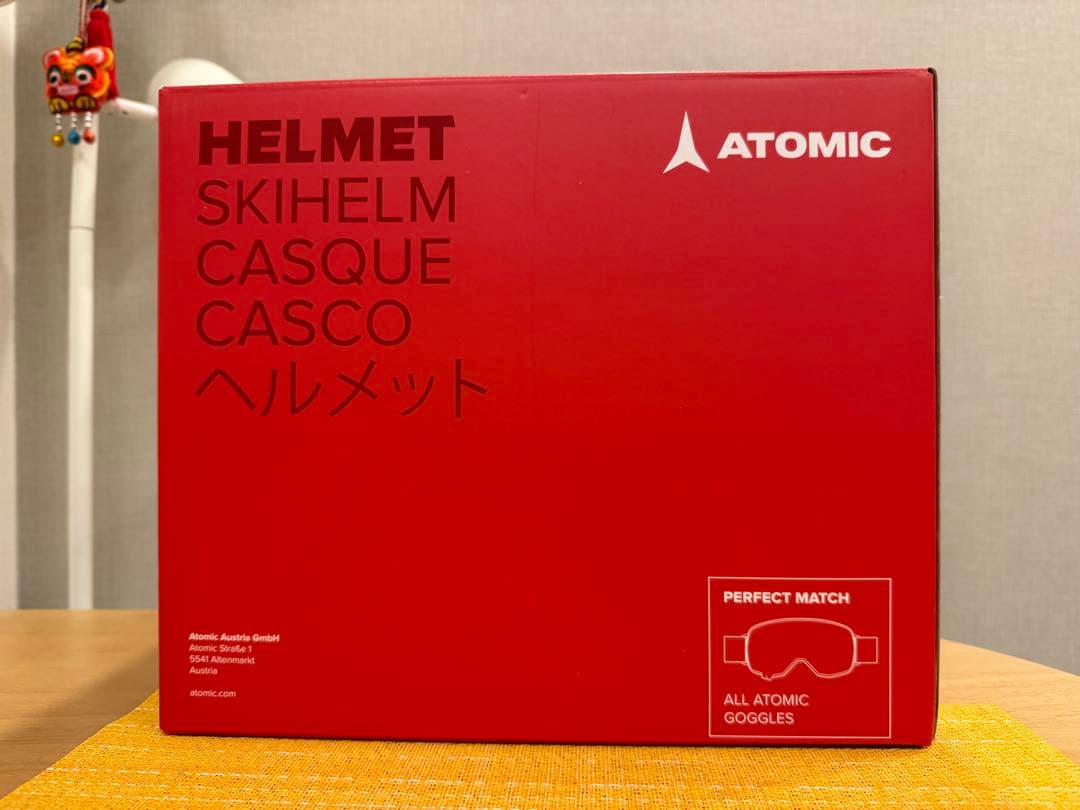 HELMET
SKIHELM
CASQUE
CASCO
ヘルメット
ATOMIC
Atomic Austria GmbH
Atomic Straße 1
5541 Altenmarkt
Austria
atomic.com
PERFECT MATCH
ALL ATOMIC
GOGGLES